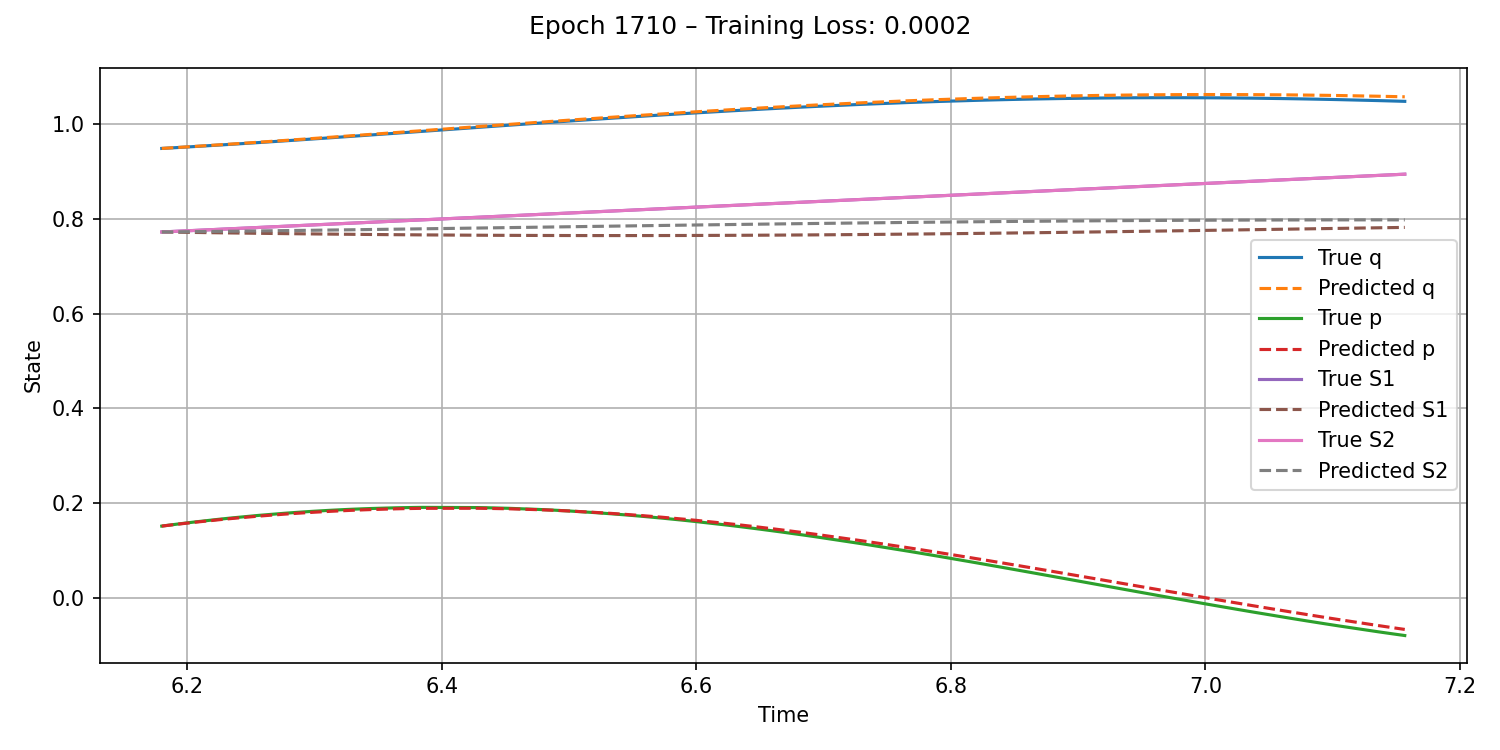 Epoch 1710 – Training Loss: 0.0002
1.0
0.8
0.6
0.4
0.2
0.0
State
True q
Predicted q
True p
Predicted p
True S1
Predicted S1
True S2
Predicted S2
6.2 6.4 6.6 6.8 7.0 7.2
Time